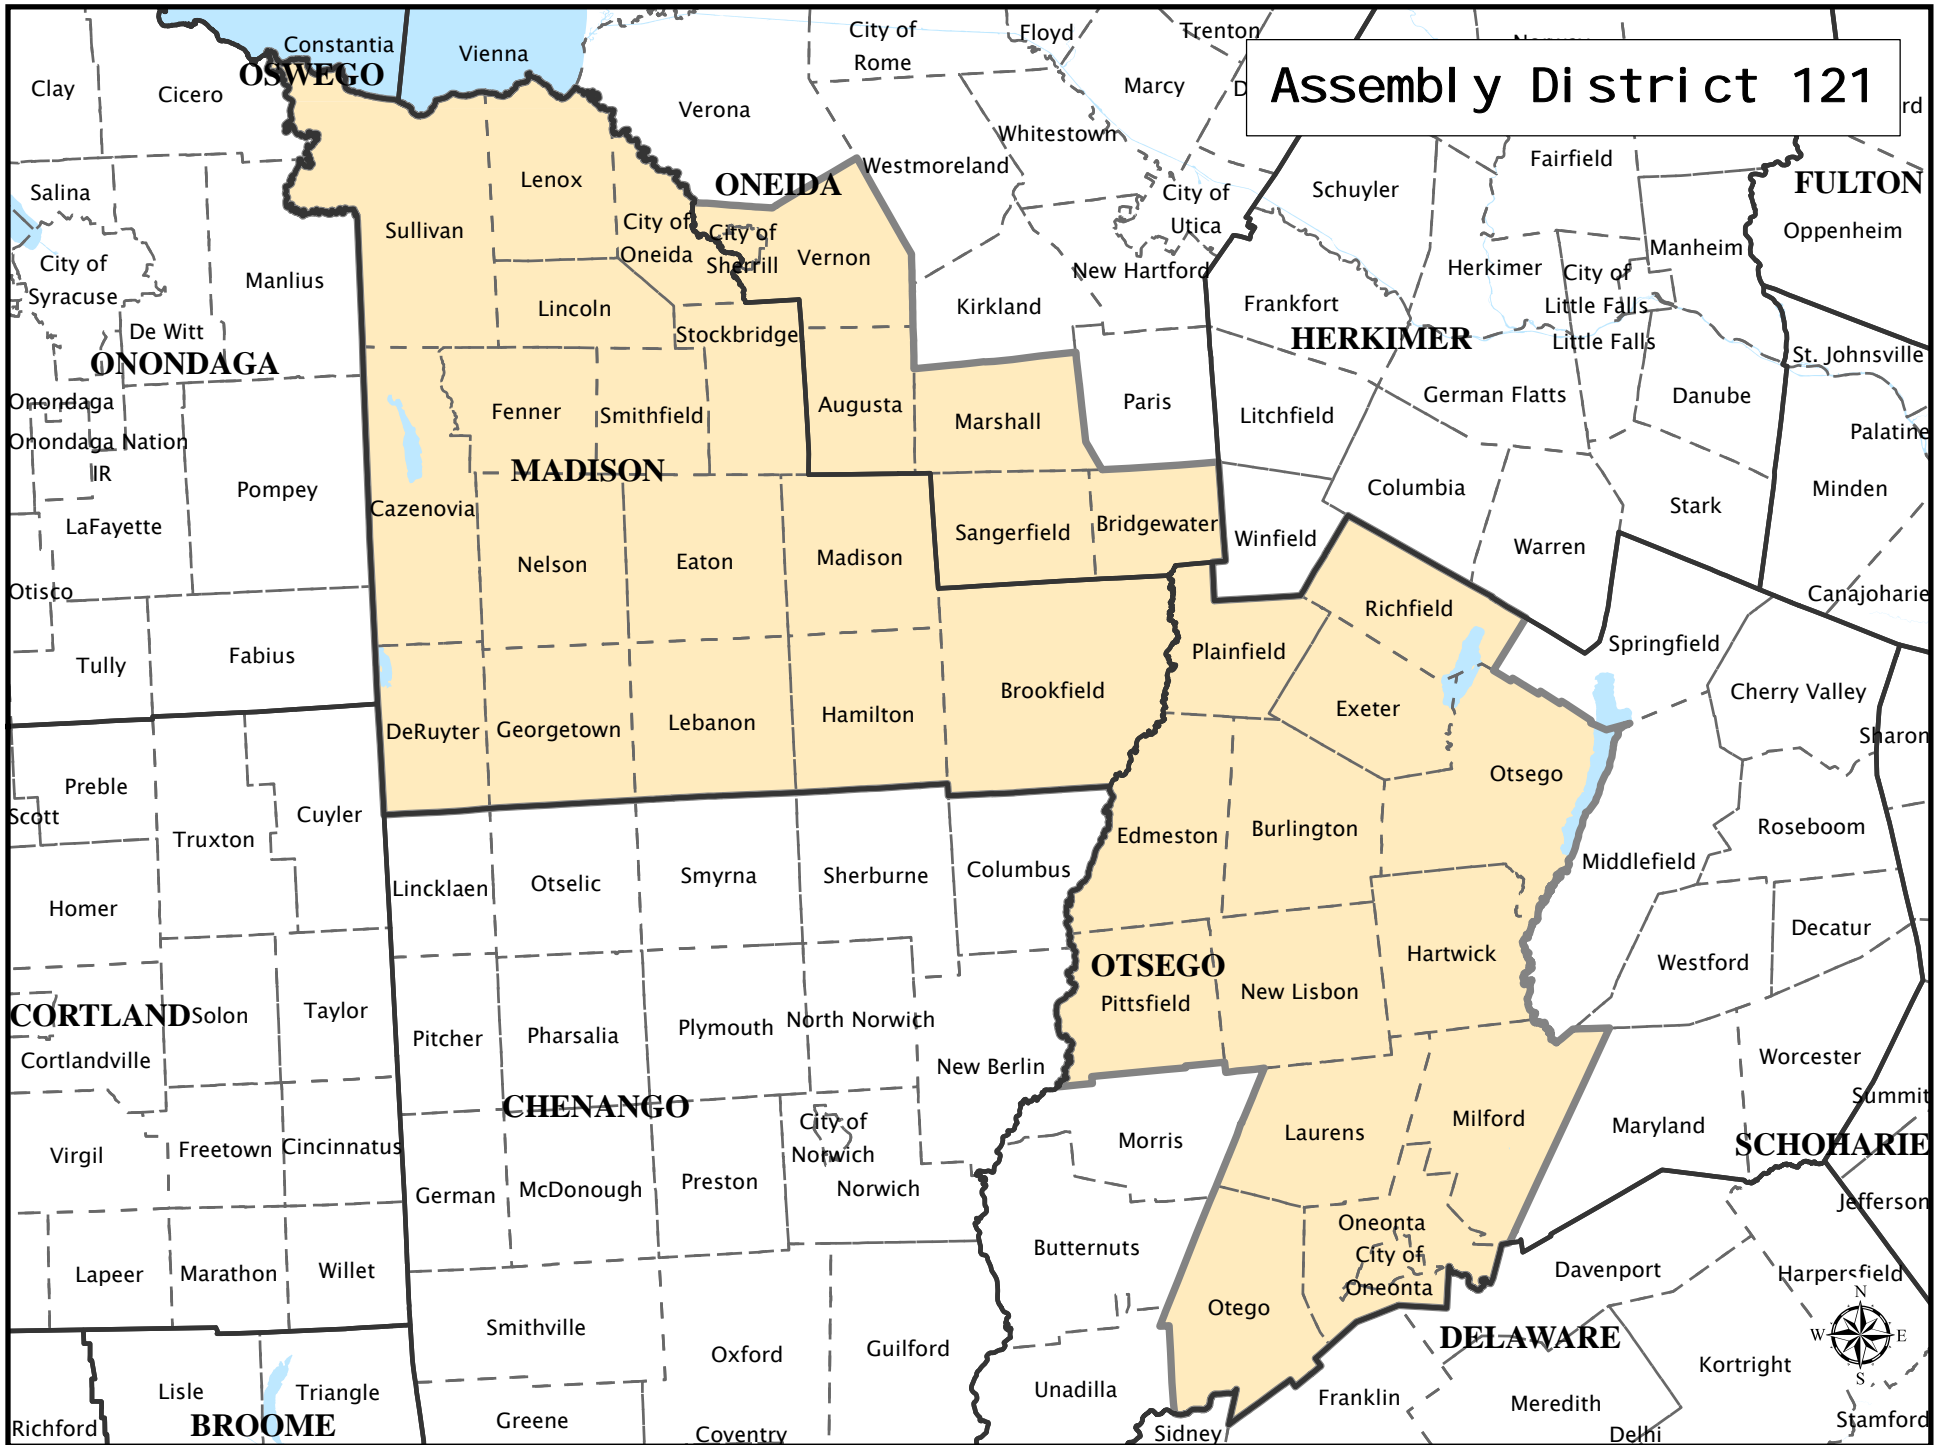 Assembly District 121
Constantia
Vienna
City of
Rome
Floyd
Trenton
Clay
Cicero
OSWEGO
Verona
Marcy
Whitestown
Westmoreland
Fairfield
Salina
Lenox
ONEIDA
City of
Utica
Schuyler
FULTON
Oppenheim
Sullivan
City of
Oneida
City of
Sherrill
Vernon
Manheim
City of
Syracuse
Manlius
New Hartford
Herkimer
City of
Little Falls
Lincoln
Kirkland
Frankfort
De Witt
Stockbridge
HERKIMER
Little Falls
St. Johnsville
ONONDAGA
Onondaga
Fenner
Smithfield
Augusta
Marshall
Paris
Litchfield
German Flatts
Danube
Palatine
Onondaga Nation
IR
MADISON
Pompey
Cazenovia
Columbia
Minden
LaFayette
Sangerfield
Bridgewater
Winfield
Stark
Warren
Nelson
Eaton
Madison
Otisco
Canajoharie
Richfield
Springfield
Tully
Fabius
Plainfield
Cherry Valley
Brookfield
Exeter
DeRuyter
Georgetown
Lebanon
Hamilton
Sharon
Preble
Scott
Cuyler
Otsego
Truxton
Edmeston
Burlington
Roseboom
Middlefield
Lincklaen
Otselic
Smyrna
Sherburne
Columbus
Homer
Decatur
OTSEGO
Hartwick
Westford
Pittsfield
New Lisbon
CORTLAND
Solon
Taylor
Cortlandville
Pitcher
Pharsalia
Plymouth
North Norwich
New Berlin
Worcester
CHENANGO
Summit
City of
Norwich
Milford
Laurens
Maryland
Morris
SCHOHARIE
Virgil
Freetown
Cincinnatus
German
McDonough
Preston
Norwich
Jefferson
Oneonta
City of
Oneonta
Butternuts
Lapeer
Marathon
Willet
Davenport
Harpersfield
Otego
Smithville
DELAWARE
N
W
E
S
Oxford
Guilford
Kortright
Lisle
Triangle
Unadilla
Franklin
Meredith
Richford
BROOME
Greene
Coventry
Sidney
Delhi
Stamford